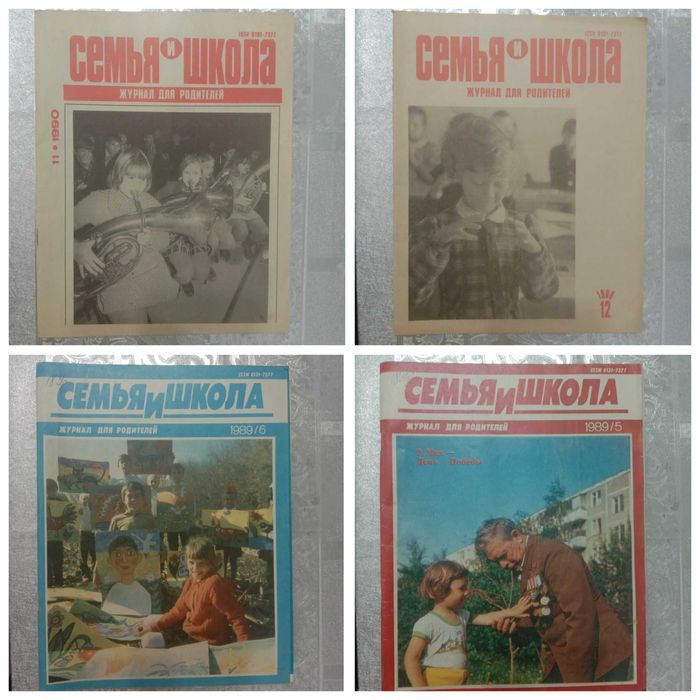 ISSN 0131-7377
СЕМЬЯ И ШКОЛА
ЖУРНАЛ ДЛЯ РОДИТЕЛЕЙ
11 • 1990
ISSN 0131-7377
СЕМЬЯ И ШКОЛА
ЖУРНАЛ ДЛЯ РОДИТЕЛЕЙ
12
ISSN 0131-7377
СЕМЬЯ И ШКОЛА
ЖУРНАЛ ДЛЯ РОДИТЕЛЕЙ 1989/6
ISSN 0131-7377
СЕМЬЯ И ШКОЛА
ЖУРНАЛ ДЛЯ РОДИТЕЛЕЙ 1989/5
9 Мая —
День Победы